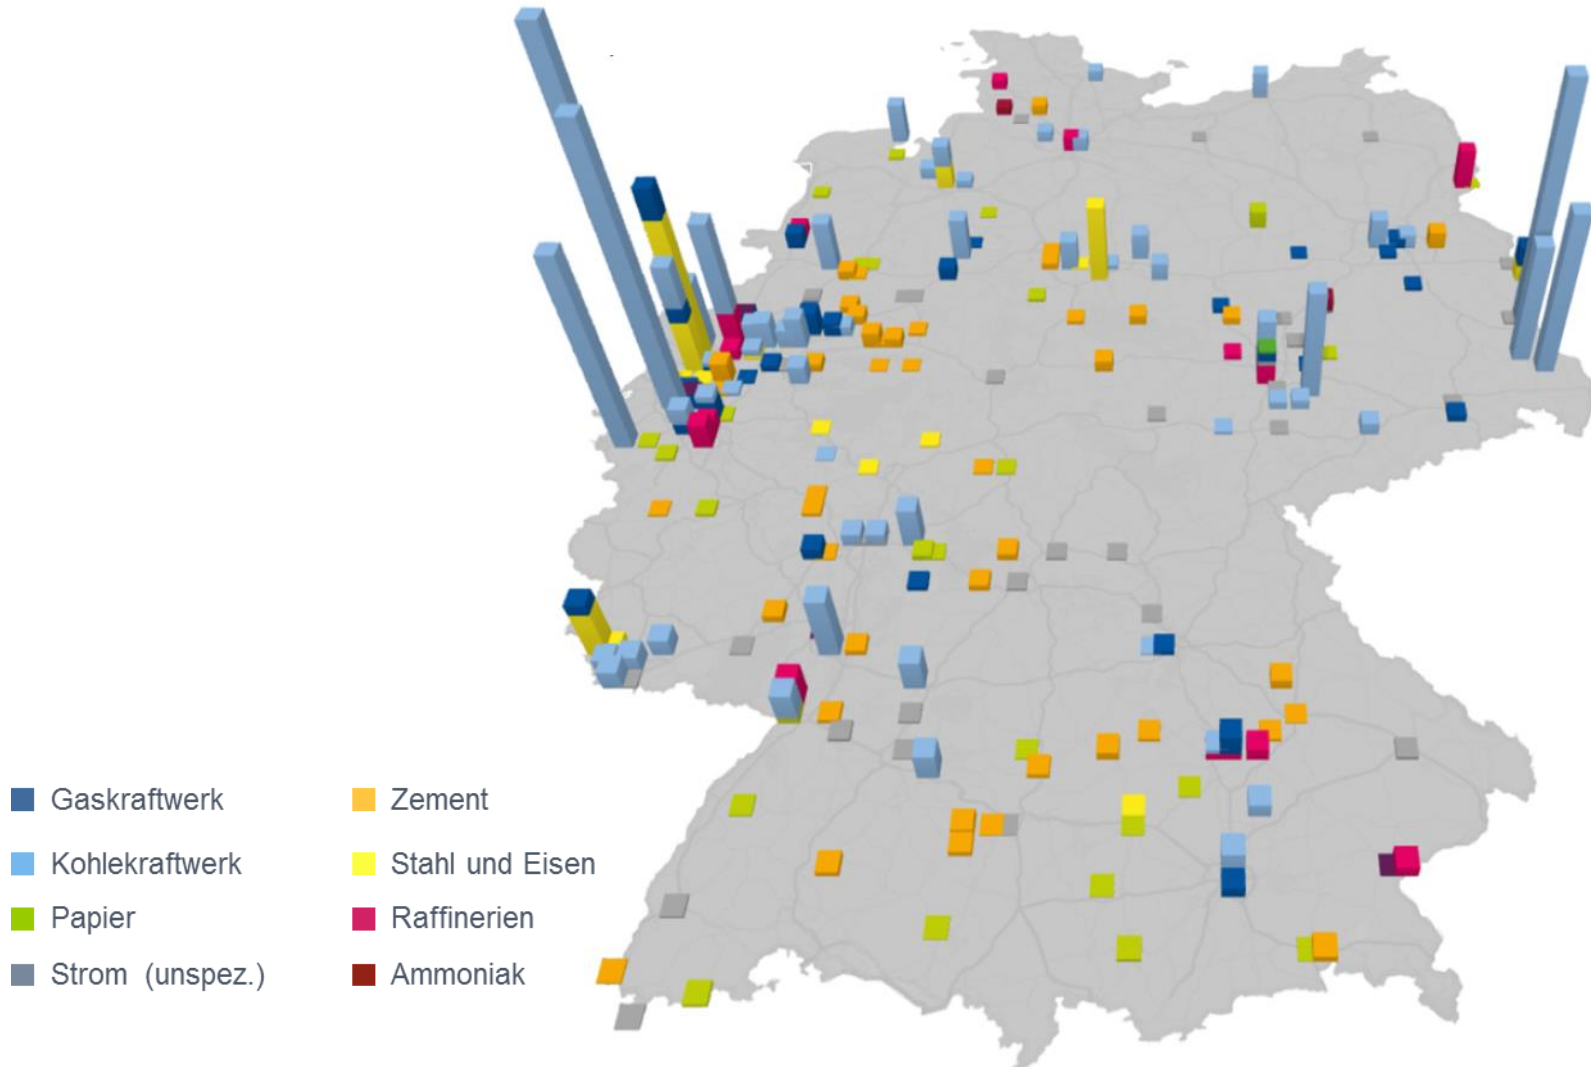 Gaskraftwerk
Zement
Kohlekraftwerk
Stahl und Eisen
Papier
Raffinerien
Strom (unspez.)
Ammoniak